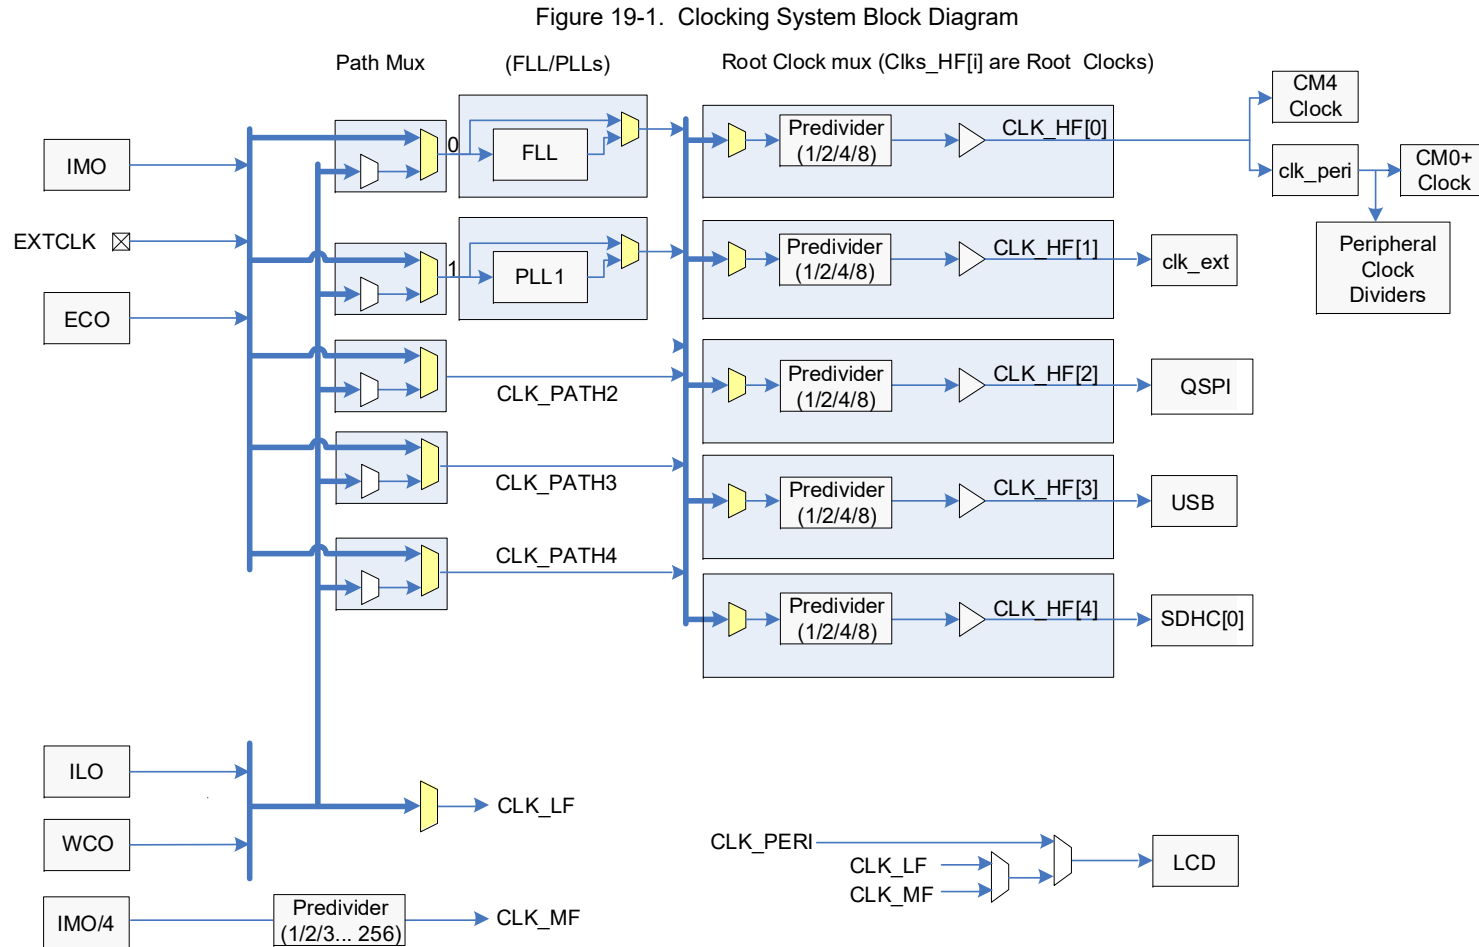 Figure 19-1.  Clocking System Block Diagram
Path Mux
(FLL/PLLs)
Root Clock mux (Clks_HF[i] are Root  Clocks)
IMO
EXTCLK
ECO
0
FLL
Predivider
(1/2/4/8)
CLK_HF[0]
CM4
Clock
clk_peri
CM0+
Clock
Peripheral
Clock
Dividers
1
PLL1
Predivider
(1/2/4/8)
CLK_HF[1]
clk_ext
CLK_PATH2
Predivider
(1/2/4/8)
CLK_HF[2]
QSPI
CLK_PATH3
Predivider
(1/2/4/8)
CLK_HF[3]
USB
CLK_PATH4
Predivider
(1/2/4/8)
CLK_HF[4]
SDHC[0]
ILO
WCO
CLK_LF
IMO/4
Predivider
(1/2/3... 256)
CLK_MF
CLK_PERI
CLK_LF
CLK_MF
LCD